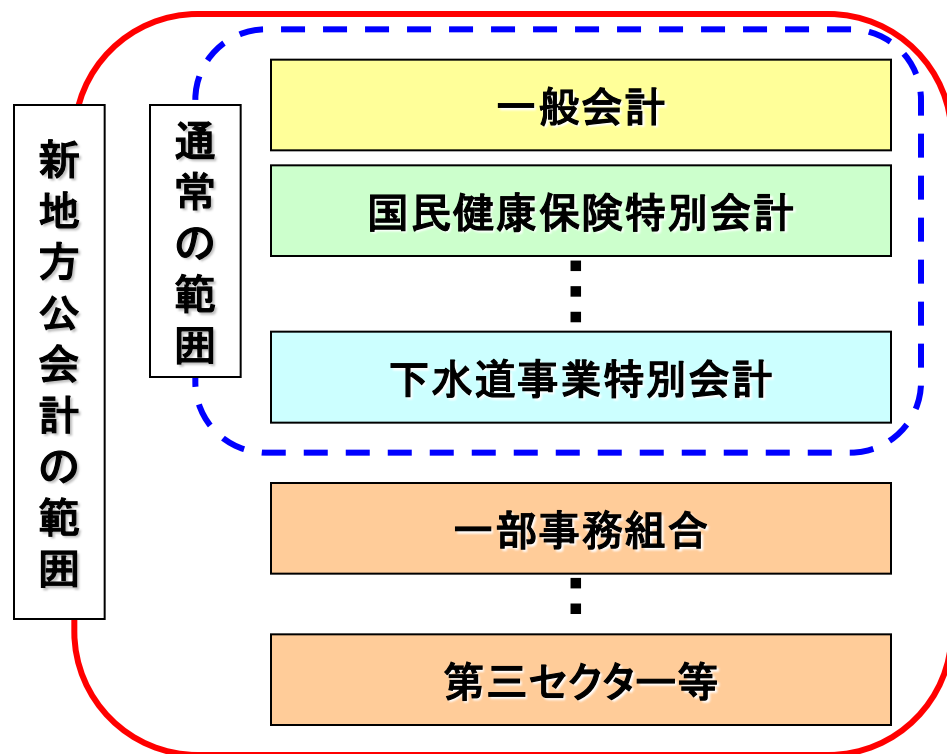 新地方公会計の範囲
通常の範囲
一般会計
国民健康保険特別会計
下水道事業特別会計
一部事務組合
第三セクター等